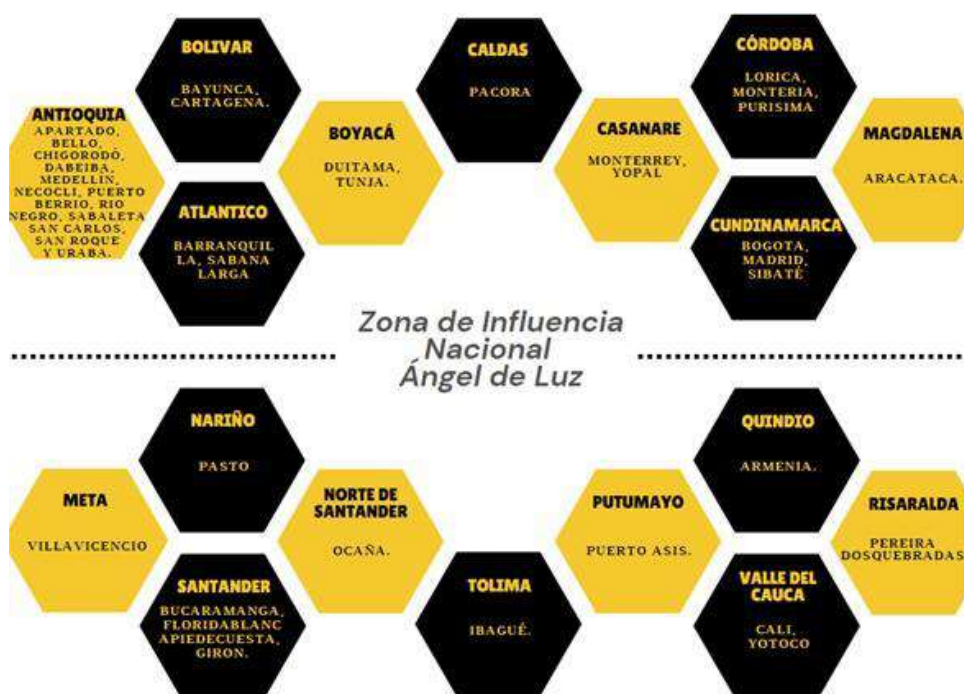 BOLIVAR
BAYUNCA,
CARTAGENA.
CALDAS
PACORA
CÓRDOBA
LORICA,
MONTERIA,
PURISIMA
ANTIOQUIA
APARTADO,
BELLO,
CHIGORODÓ,
DABEIBA,
MEDELLIN,
NECOCLI, PUERTO
BERRIO, RIO
NEGRO, SABALETA
SAN CARLOS,
SAN ROQUE
Y URABA.
BOYACÁ
DUITAMA,
TUNJA.
CASANARE
MONTERREY,
YOPAL
MAGDALENA
ARACATACA.
ATLANTICO
BARRANQUIL
LA, SABANA
LARGA
CUNDINAMARCA
BOGOTA,
MADRID,
SIBATÉ
Zona de Influencia
Nacional
Ángel de Luz
NARIÑO
PASTO
QUINDIO
ARMENIA.
META
VILLAVICENCIO
NORTE DE
SANTANDER
OCAÑA.
PUTUMAYO
PUERTO ASIS.
RISARALDA
PEREIRA
DOSQUEBRADAS
SANTANDER
BUCARAMANGA,
FLORIDABLANC
APIEDECUESTA,
GIRON.
TOLIMA
IBAGUÉ.
VALLE DEL
CAUCA
CALI,
YOTOCO